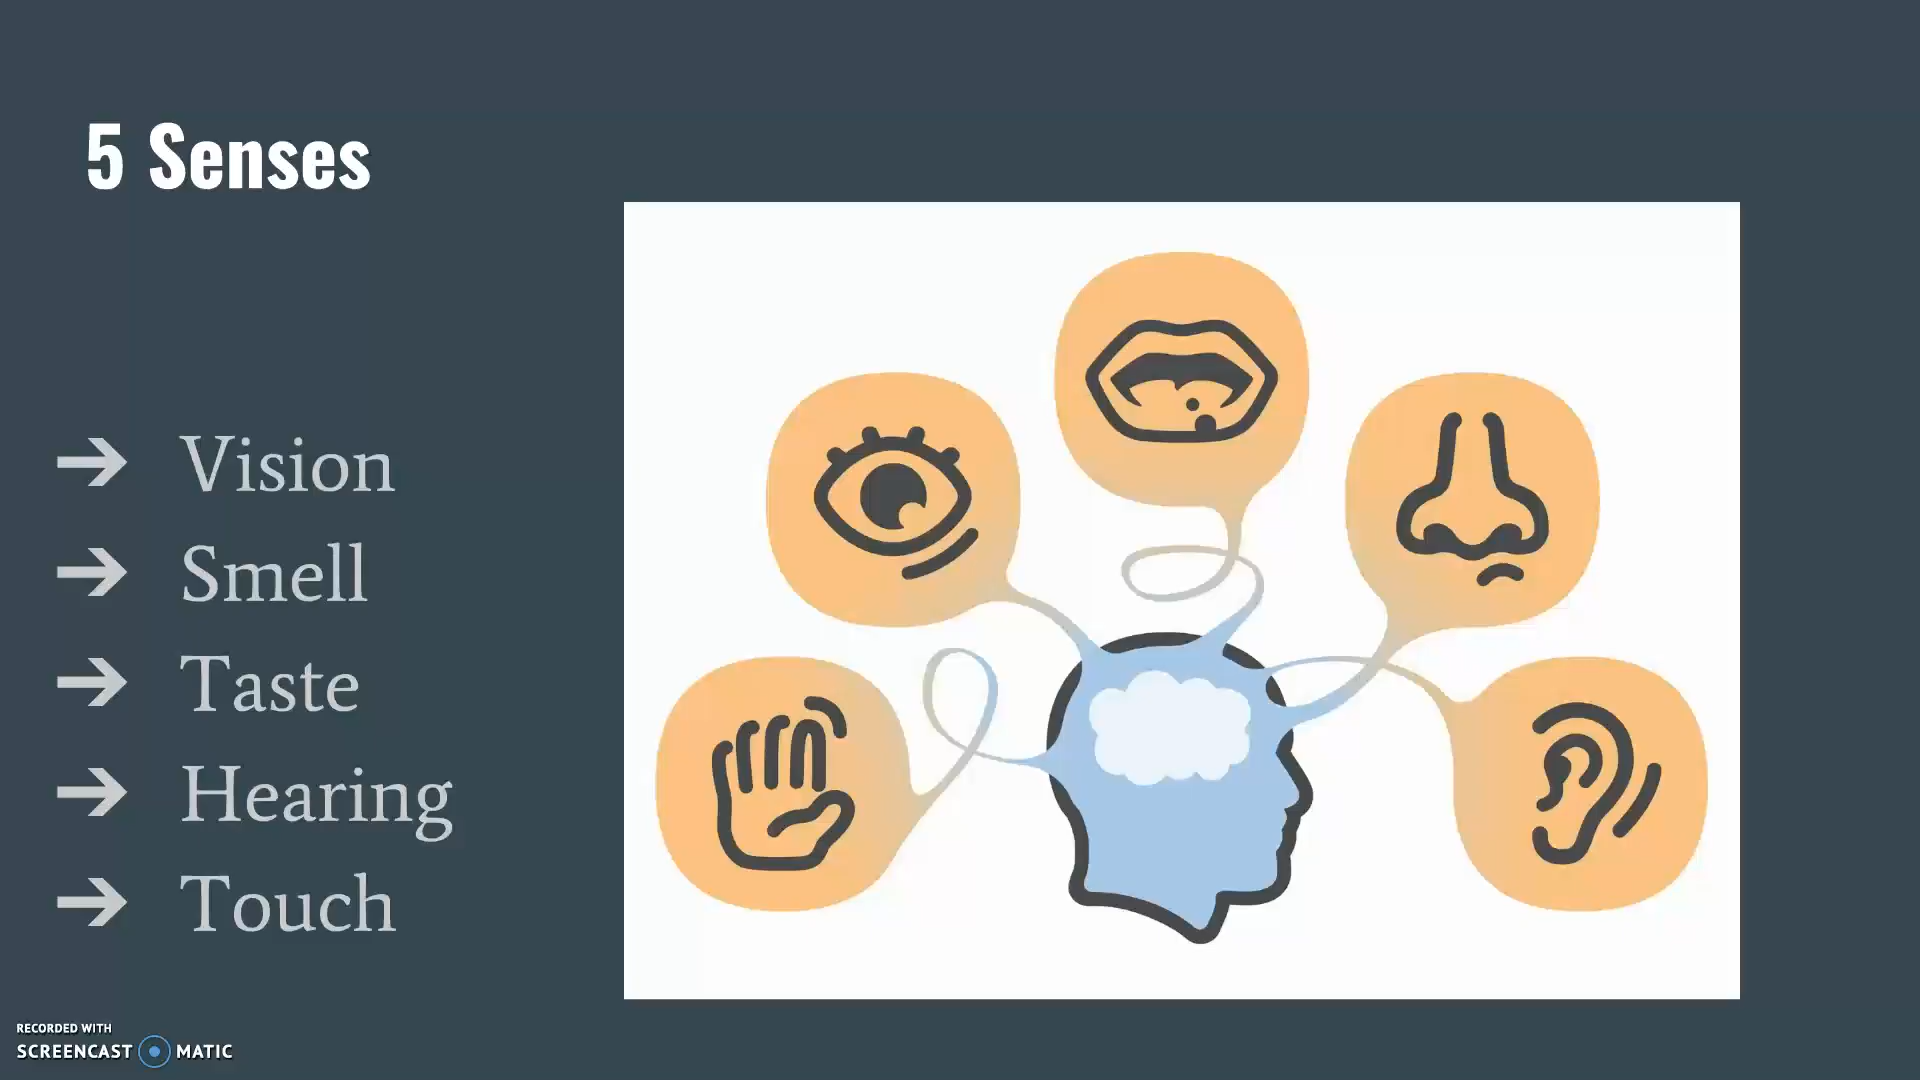 5 Senses
→ Vision
→ Smell
→ Taste
→ Hearing
→ Touch
RECORDED WITH
SCREENCAST MATIC